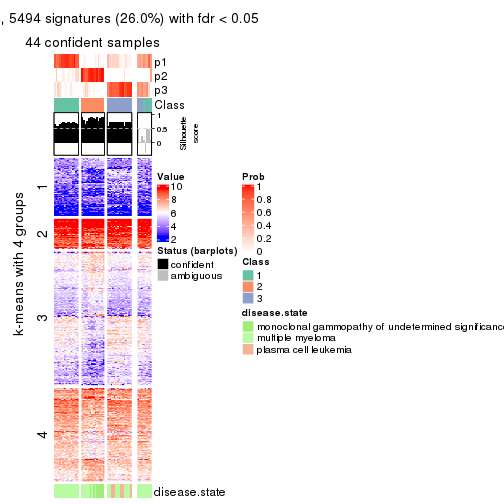 , 5494 signatures (26.0%) with fdr < 0.05
44 confident samples
p1
p2
p3
Class
1
0.5
0
Silhouette
score
k-means with 4 groups
1
2
3
4
disease.state
Value
10
8
6
4
2
Status (barplots)
confident
ambiguous
Prob
1
0.8
0.6
0.4
0.2
0
Class
1
2
3
disease.state
monoclonal gammopathy of undetermined significance
multiple myeloma
plasma cell leukemia